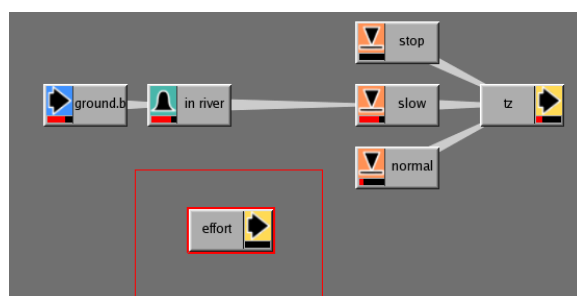 stop
ground.b
in river
slow
tz
normal
effort